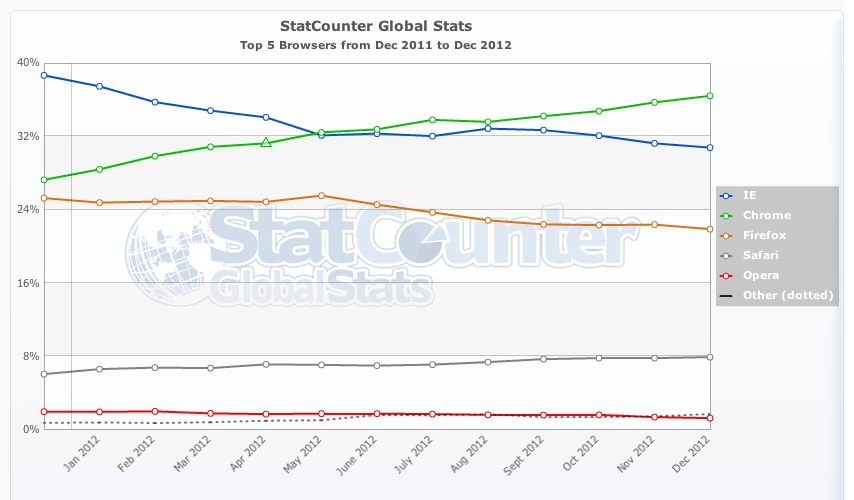 StatCounter Global Stats
Top 5 Browsers from Dec 2011 to Dec 2012
40%
32%
24%
16%
8%
0%
StatCounter
GlobalStats
IE
Chrome
Firefox
Safari
Opera
Other (dotted)
Jan 2012
Feb 2012
Mar 2012
Apr 2012
May 2012
June 2012
July 2012
Aug 2012
Sept 2012
Oct 2012
Nov 2012
Dec 2012